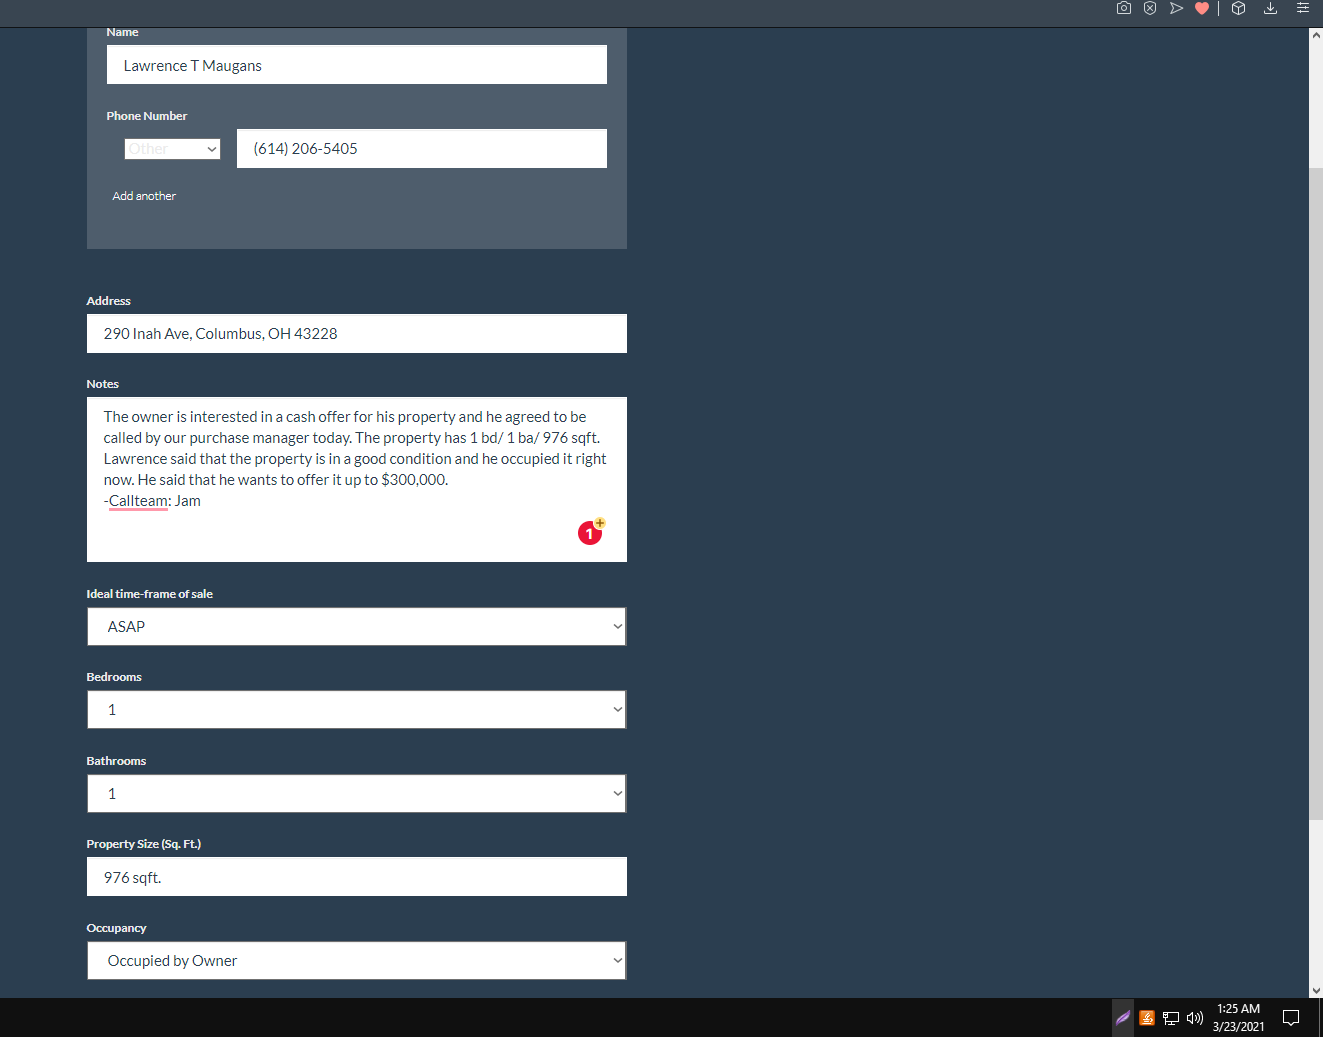 Name
Lawrence T Maugans
Phone Number
Other
(614) 206-5405
Add another
Address
290 Inah Ave, Columbus, OH 43228
Notes
The owner is interested in a cash offer for his property and he agreed to be
called by our purchase manager today. The property has 1 bd/ 1 ba/ 976 sqft.
Lawrence said that the property is in a good condition and he occupied it right
now. He said that he wants to offer it up to $300,000.
-Callteam: Jam
1
Ideal time-frame of sale
ASAP
Bedrooms
1
Bathrooms
1
Property Size (Sq. Ft.)
976 sqft.
Occupancy
Occupied by Owner
1:25 AM
3/23/2021